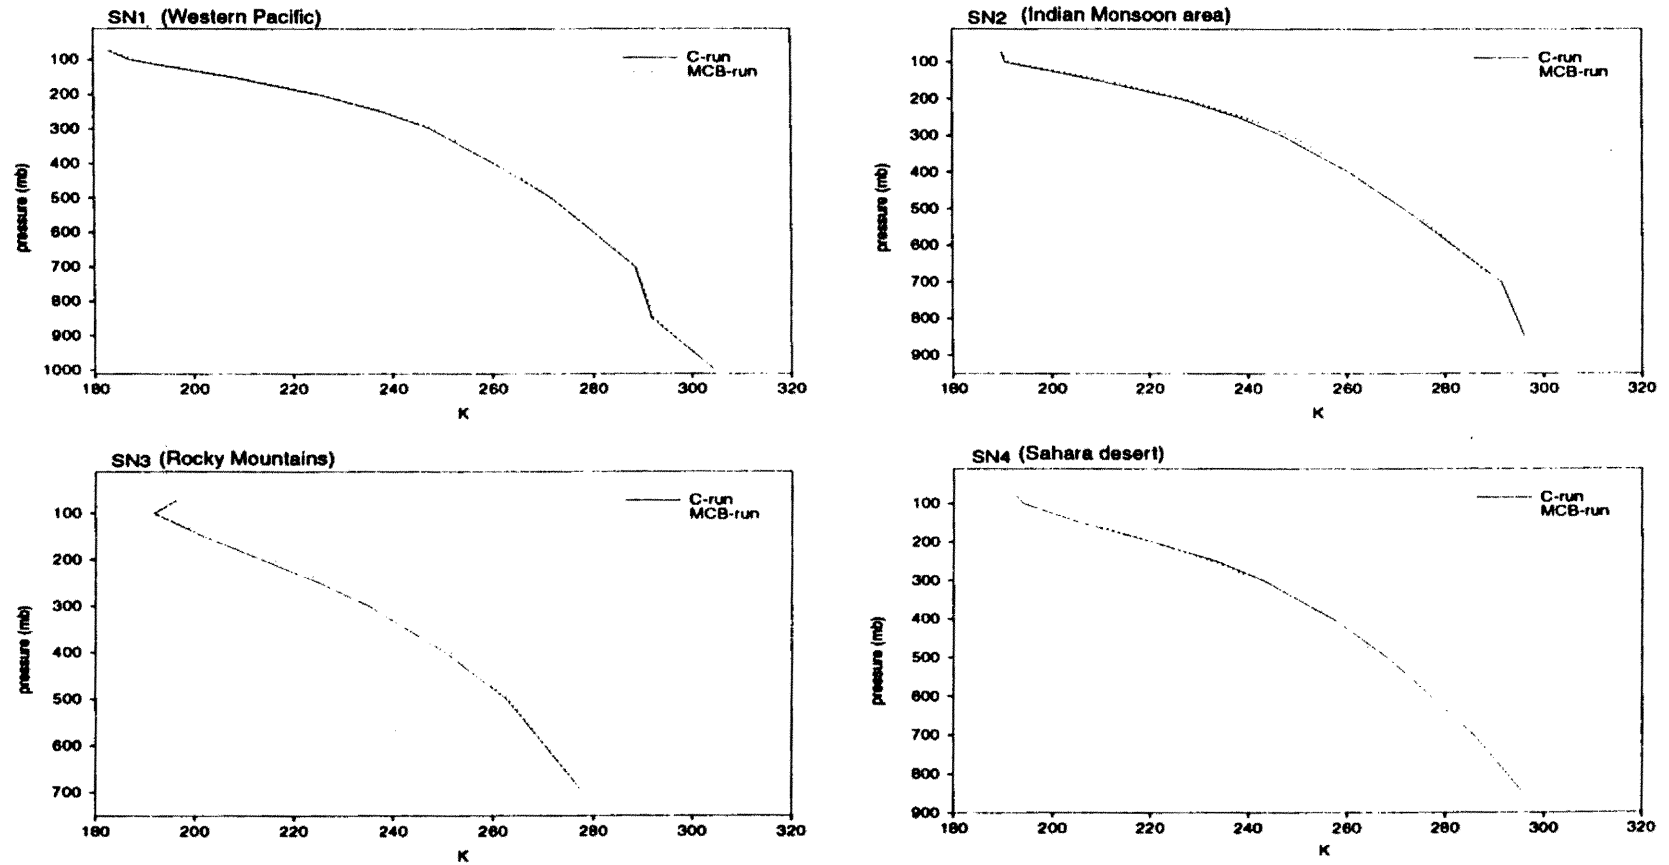 SN1 (Western Pacific)
C-run
MCB-run
100
200
300
400
500
600
700
800
900
1000
pressure (mb)
180 200 220 240 260 280 300 320
K
SN2 (Indian Monsoon area)
C-run
MCB-run
100
200
300
400
500
600
700
800
900
pressure (mb)
180 200 220 240 260 280 300 320
K
SN3 (Rocky Mountains)
C-run
MCB-run
100
200
300
400
500
600
700
pressure (mb)
180 200 220 240 260 280 300 320
K
SN4 (Sahara desert)
C-run
MCB-run
100
200
300
400
500
600
700
800
900
pressure (mb)
180 200 220 240 260 280 300 320
K